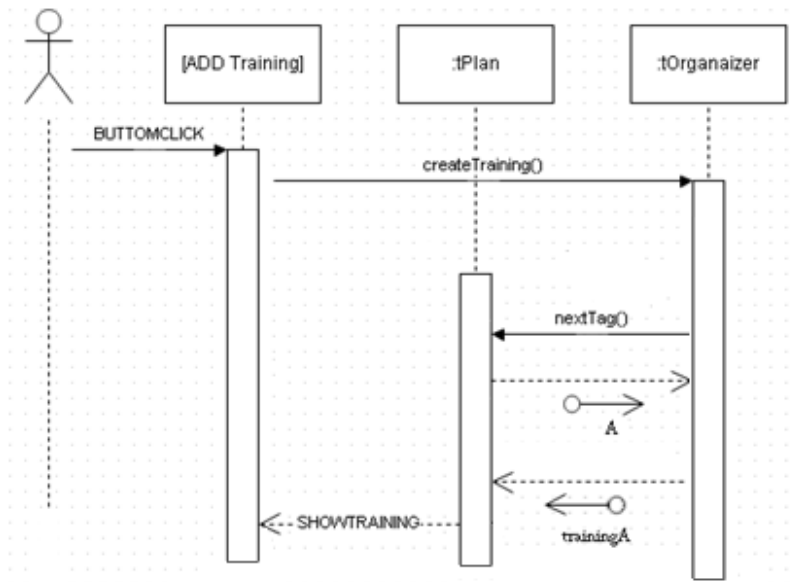 [ADD Training]
:tPlan
:tOrganaizer
BUTTOMCLICK
createTraining()
nextTag()
A
trainingA
SHOWTRAINING